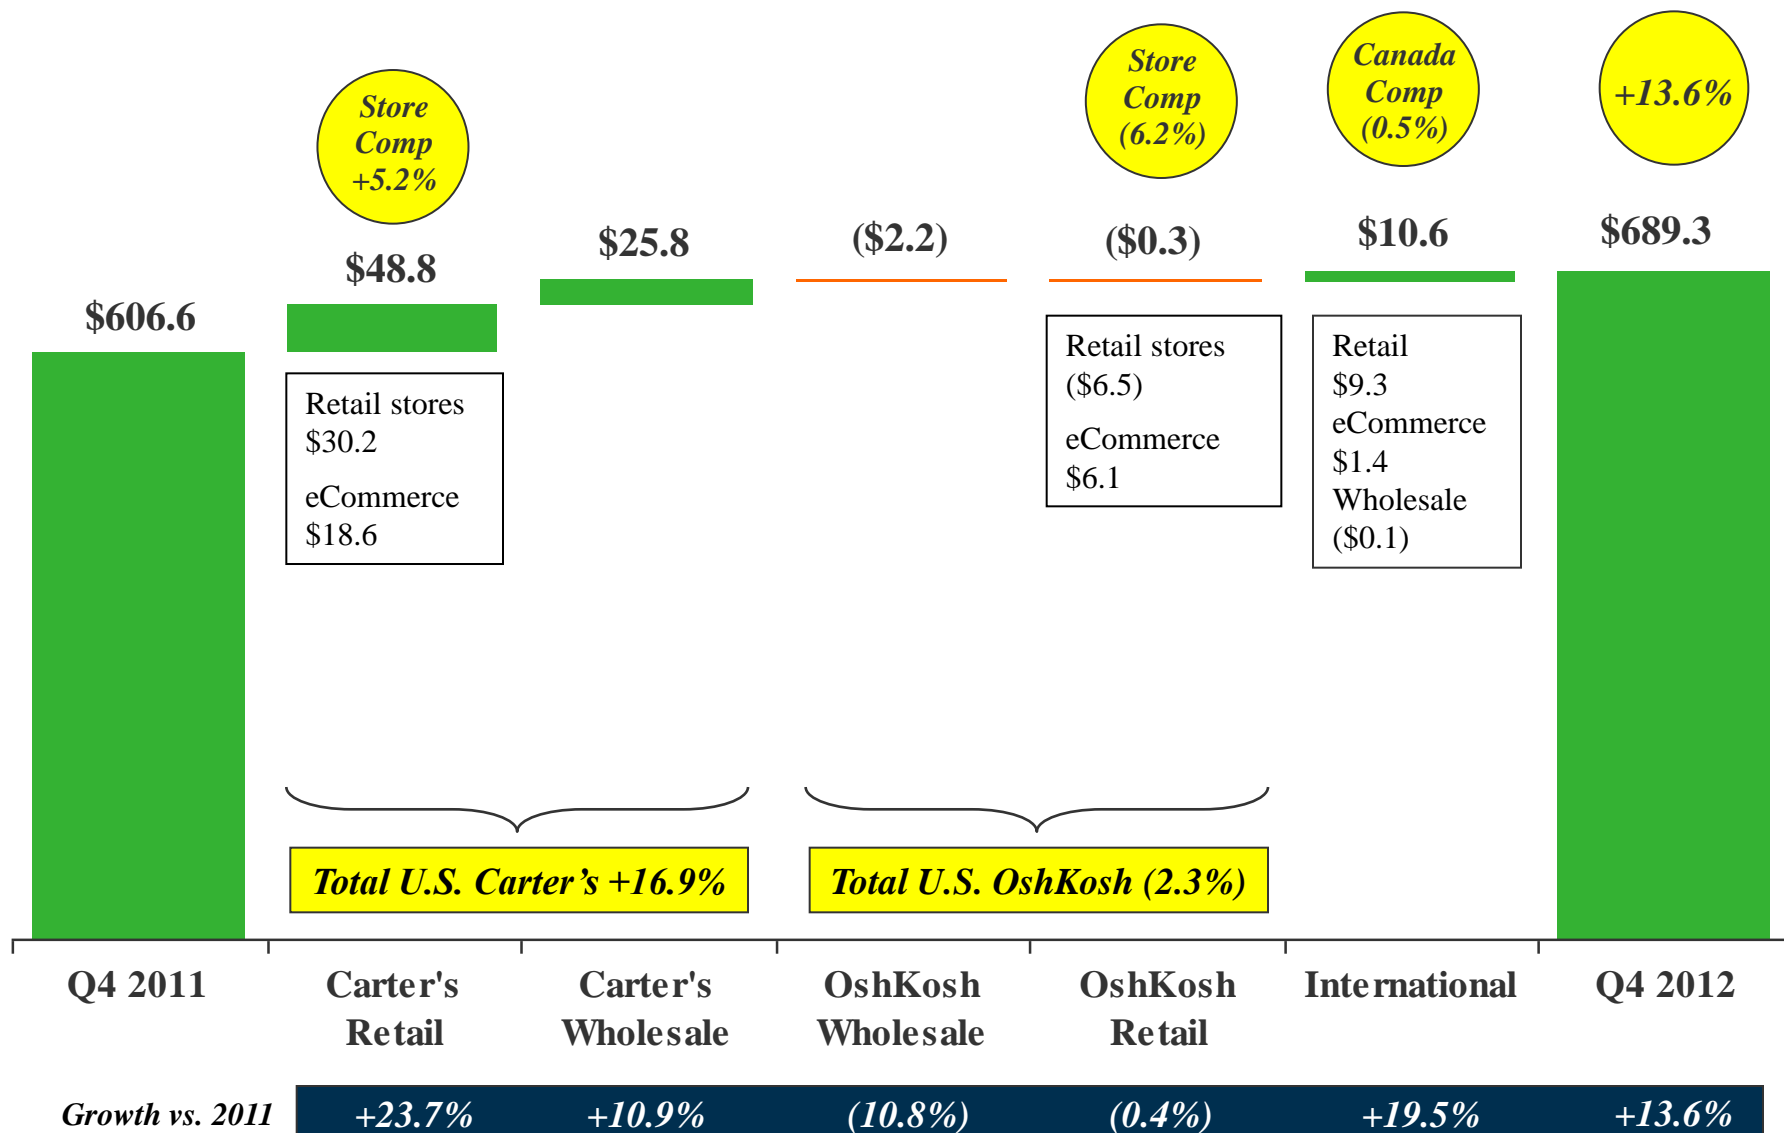 Store
Comp
+5.2%
Store
Comp
(6.2%)
Canada
Comp
(0.5%)
+13.6%
$606.6
$48.8
$25.8
($2.2)
($0.3)
$10.6
$689.3
Retail stores
$30.2
eCommerce
$18.6
Retail stores
($6.5)
eCommerce
$6.1
Retail
$9.3
eCommerce
$1.4
Wholesale
($0.1)
Total U.S. Carter’s +16.9%
Total U.S. OshKosh (2.3%)
Q4 2011
Carter's
Retail
Carter's
Wholesale
OshKosh
Wholesale
OshKosh
Retail
International
Q4 2012
Growth vs. 2011 +23.7% +10.9% (10.8%) (0.4%) +19.5% +13.6%